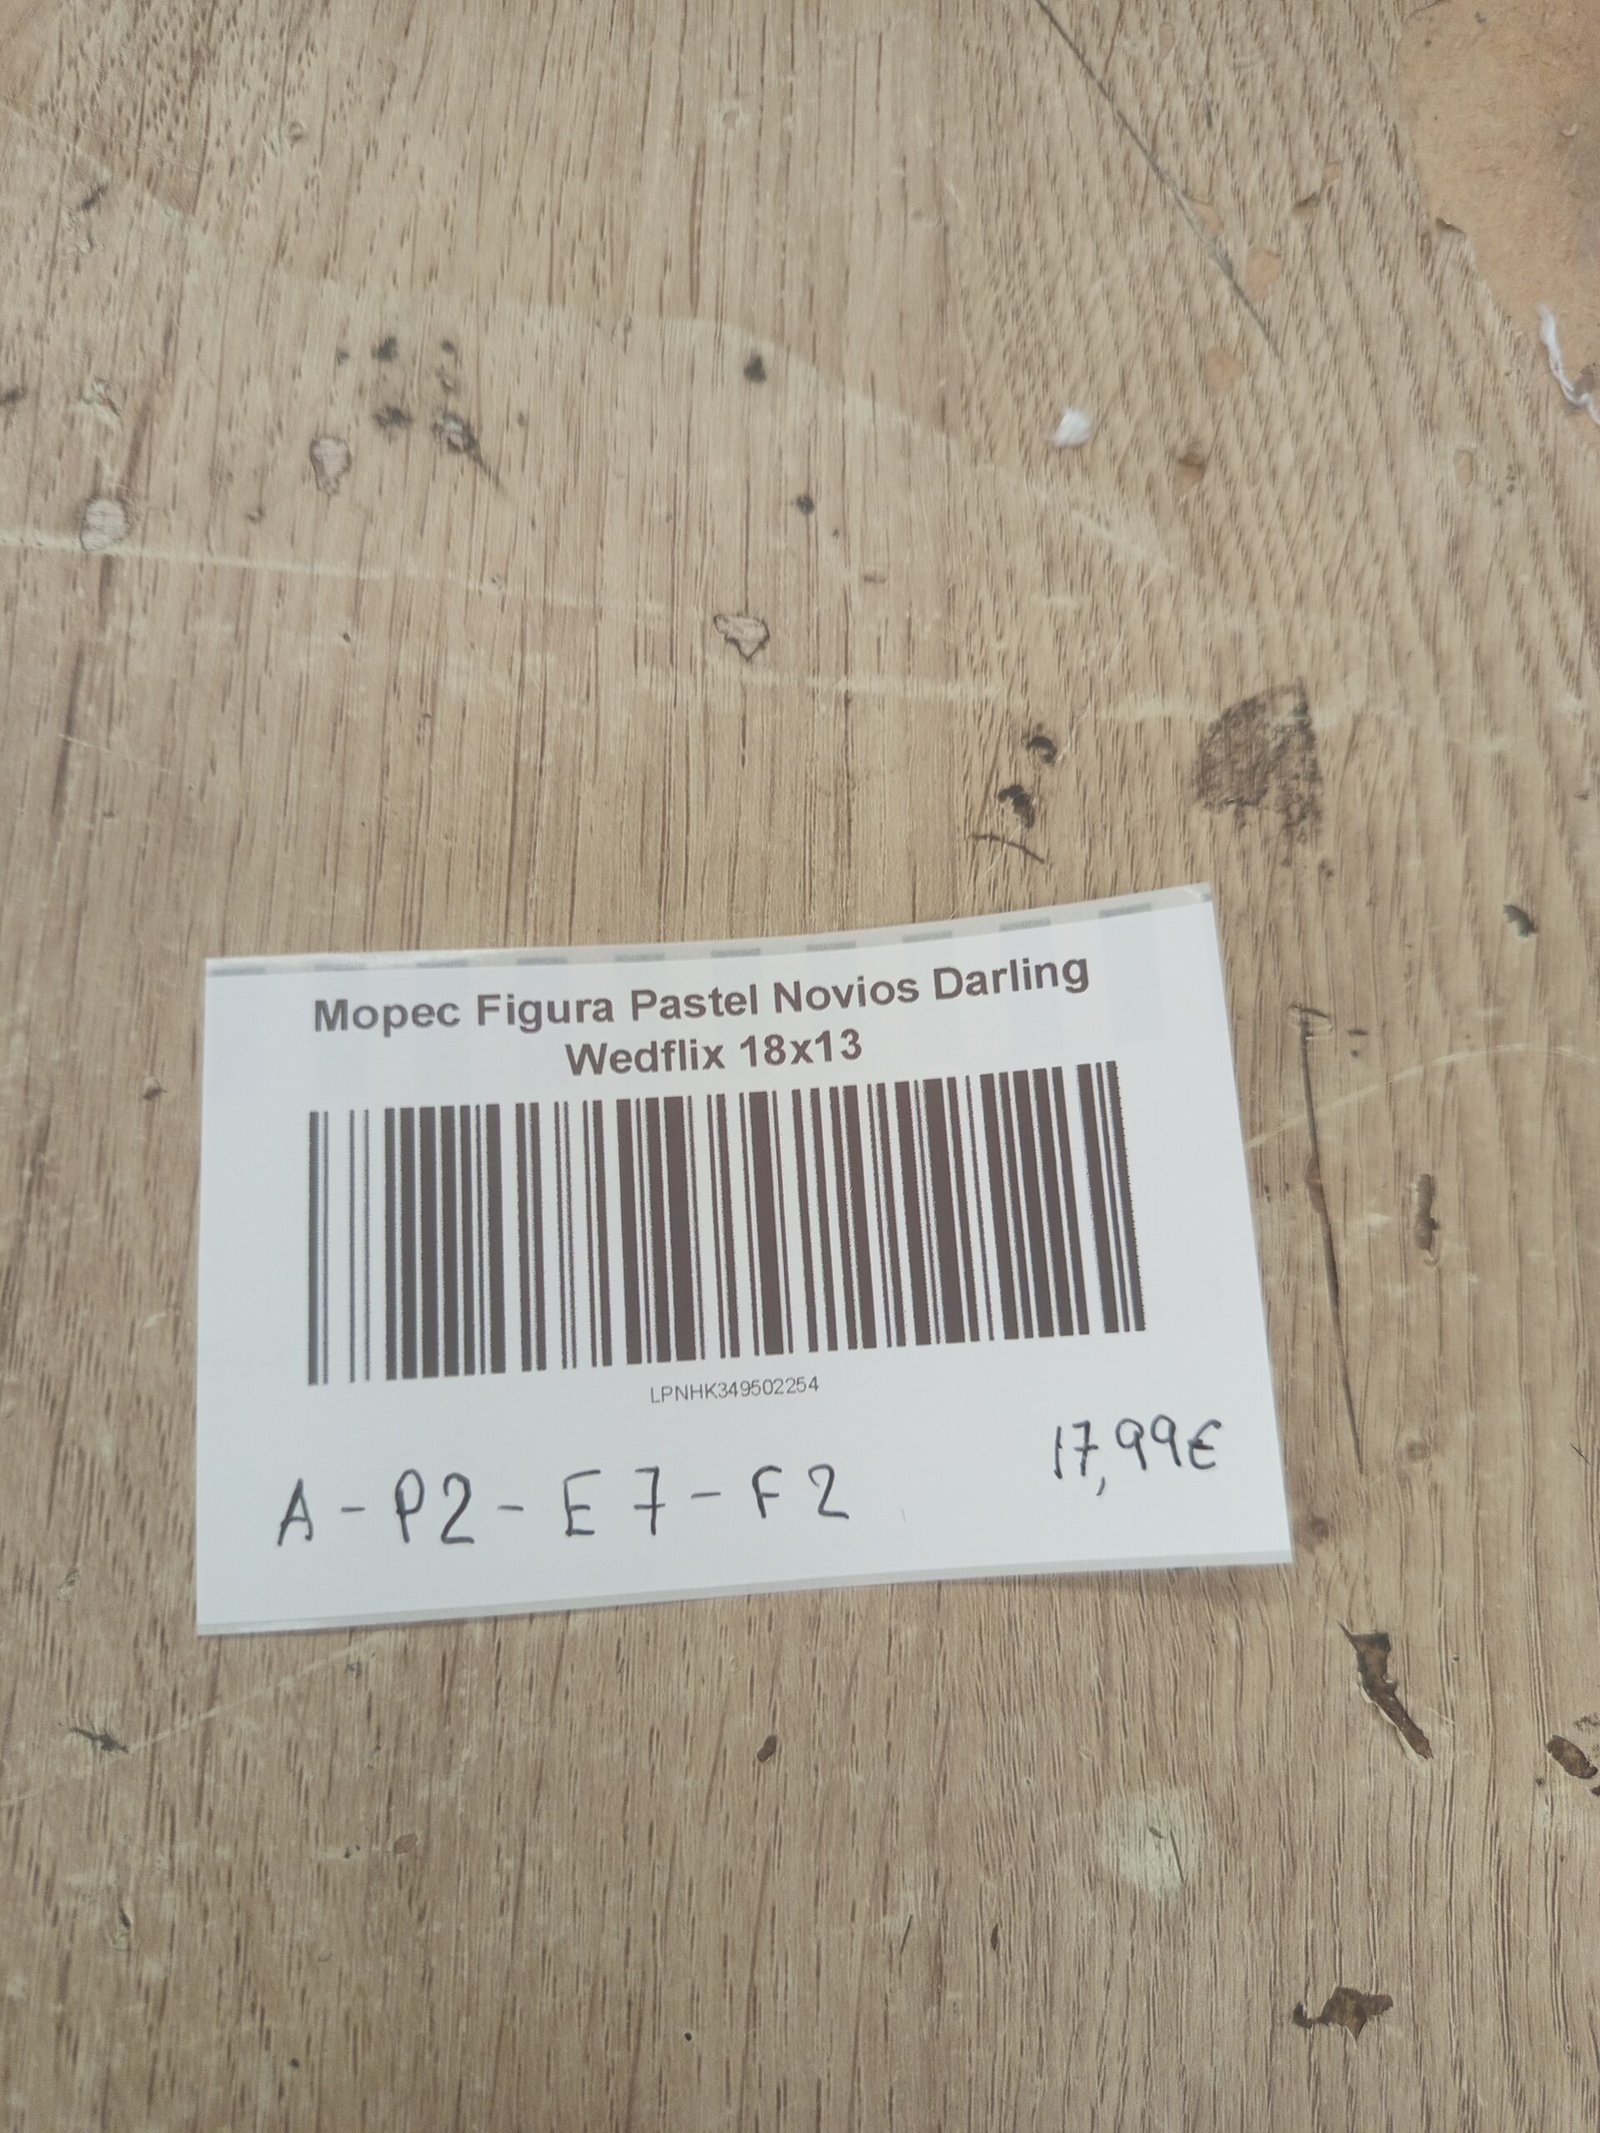 Mopec Figura Pastel Novios Darling
Wedflix 18x13
LPNHK349502254
17,99€
A-P2-E7-F2